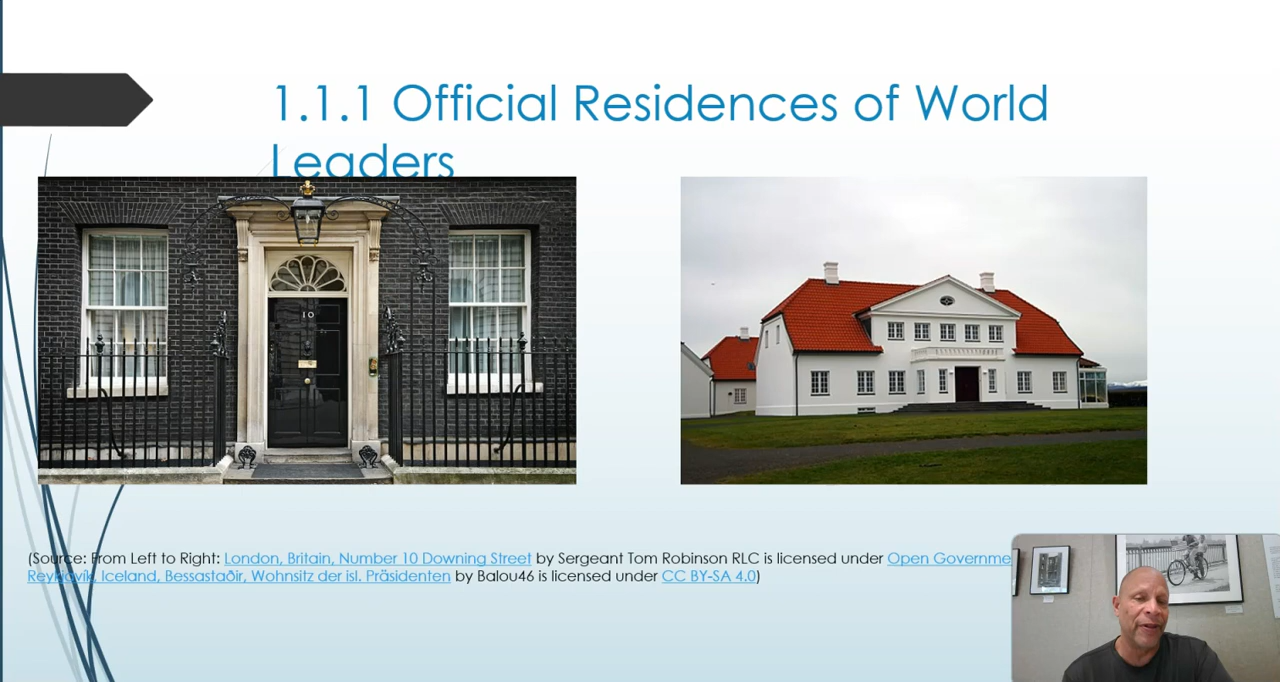 1.1.1 Official Residences of World
Leaders
10
(Source: From Left to Right: London, Britain, Number 10 Downing Street by Sergeant Tom Robinson RLC is licensed under Open Governme
Reykjavík, Iceland, Bessastaðir, Wohnsitz der isl. Präsidenten by Balou46 is licensed under CC BY-SA 4.0)